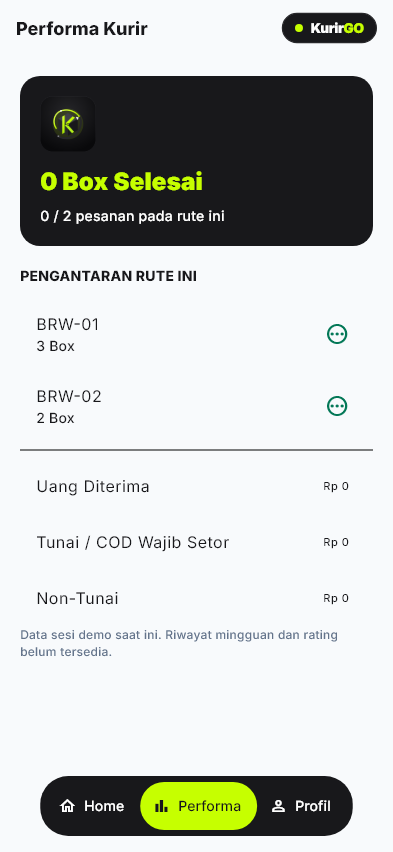 Performa Kurir
KurirGO
K
0 Box Selesai
0 / 2 pesanan pada rute ini
PENGANTARAN RUTE INI
BRW-01
3 Box
BRW-02
2 Box
Uang Diterima
Rp 0
Tunai / COD Wajib Setor
Rp 0
Non-Tunai
Rp 0
Data sesi demo saat ini. Riwayat mingguan dan rating
belum tersedia.
Home
Performa
Profil